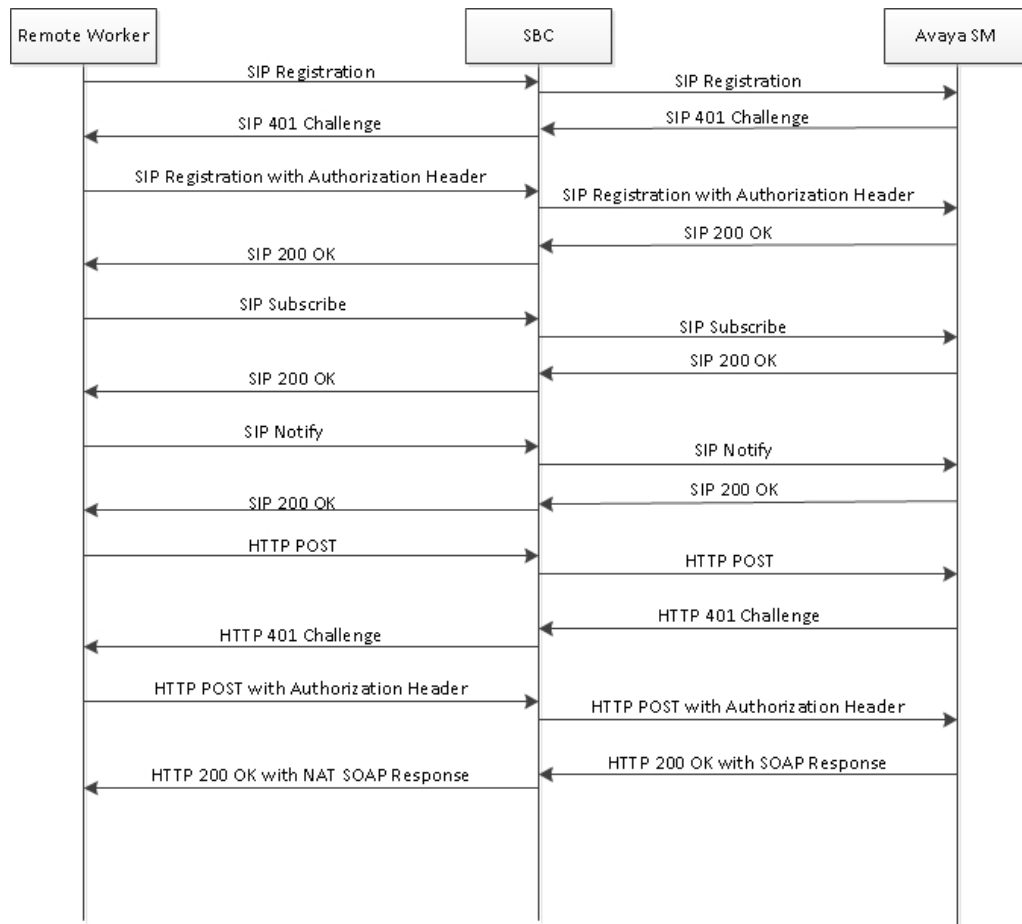 Remote Worker
SBC
Avaya SM
SIP Registration
SIP Registration
SIP 401 Challenge
SIP 401 Challenge
SIP Registration with Authorization Header
SIP Registration with Authorization Header
SIP 200 OK
SIP 200 OK
SIP Subscribe
SIP Subscribe
SIP 200 OK
SIP 200 OK
SIP Notify
SIP Notify
SIP 200 OK
SIP 200 OK
HTTP POST
HTTP POST
HTTP 401 Challenge
HTTP 401 Challenge
HTTP POST with Authorization Header
HTTP POST with Authorization Header
HTTP 200 OK with SOAP Response
HTTP 200 OK with NAT SOAP Response